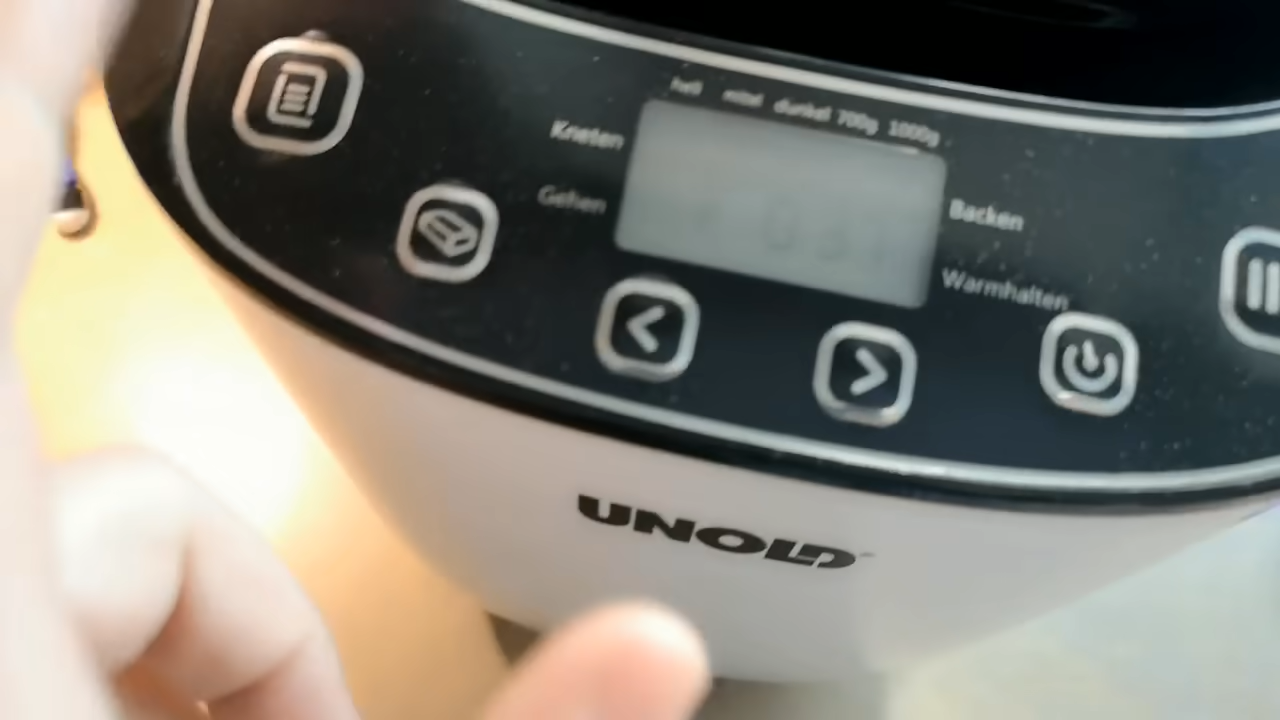 hell mittel dunkel 700g 1000g
Kneten
Gehen
Backen
Warmhalten
UNOLD